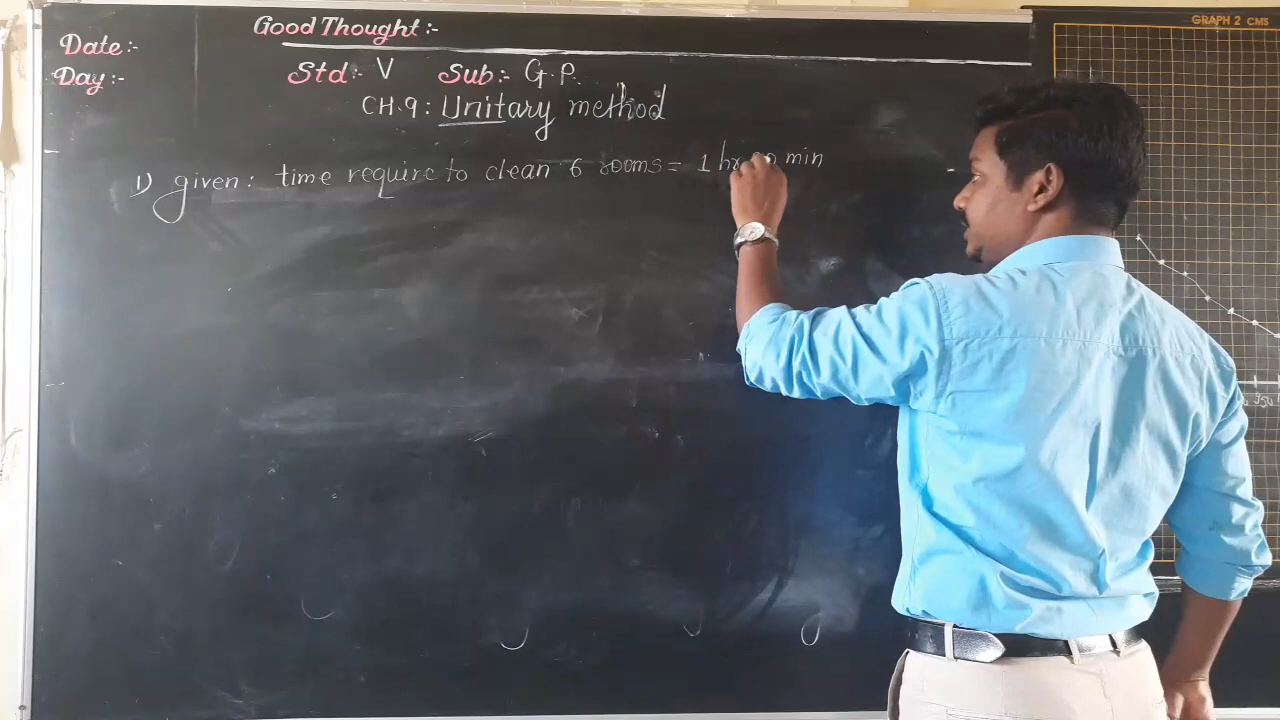 GRAPH 2 CMS
Date:-
Good Thought:-
Day:-
Std:- V Sub:- G.P.
CH.9: Unitary method
1) given: time require to clean 6 rooms = 1 hr min
950